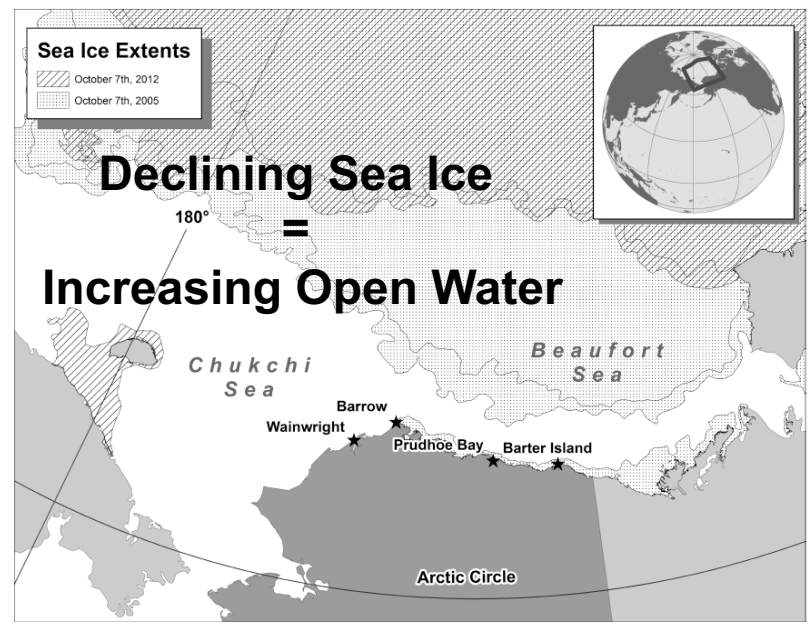 Sea Ice Extents
October 7th, 2012
October 7th, 2005
Declining Sea Ice
180°
=
Increasing Open Water
Chukchi
Sea
Beaufort
Sea
Barrow
Wainwright
Prudhoe Bay
Barter Island
Arctic Circle